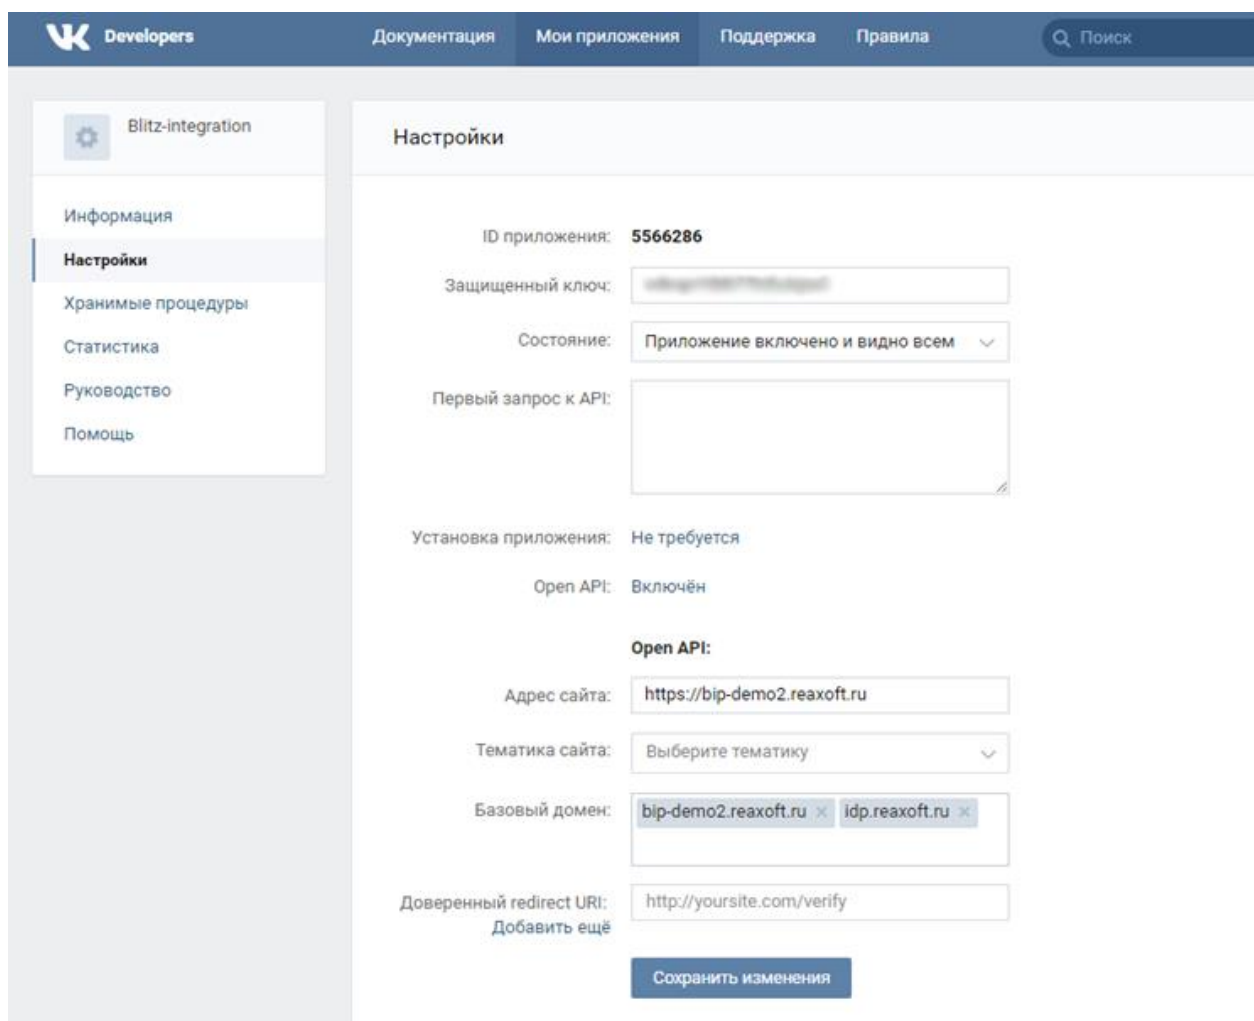 Developers
Документация
Мои приложения
Поддержка
Правила
Поиск
Blitz-integration
Информация
Настройки
Хранимые процедуры
Статистика
Руководство
Помощь
Настройки
ID приложения: 5566286
Защищенный ключ:
Состояние: Приложение включено и видно всем
Первый запрос к API:
Установка приложения: Не требуется
Open API: Включён
Open API:
Адрес сайта: https://bip-demo2.reaxoft.ru
Тематика сайта: Выберите тематику
Базовый домен: bip-demo2.reaxoft.ru idp.reaxoft.ru
Доверенный redirect URI: http://yoursite.com/verify
Добавить ещё
Сохранить изменения